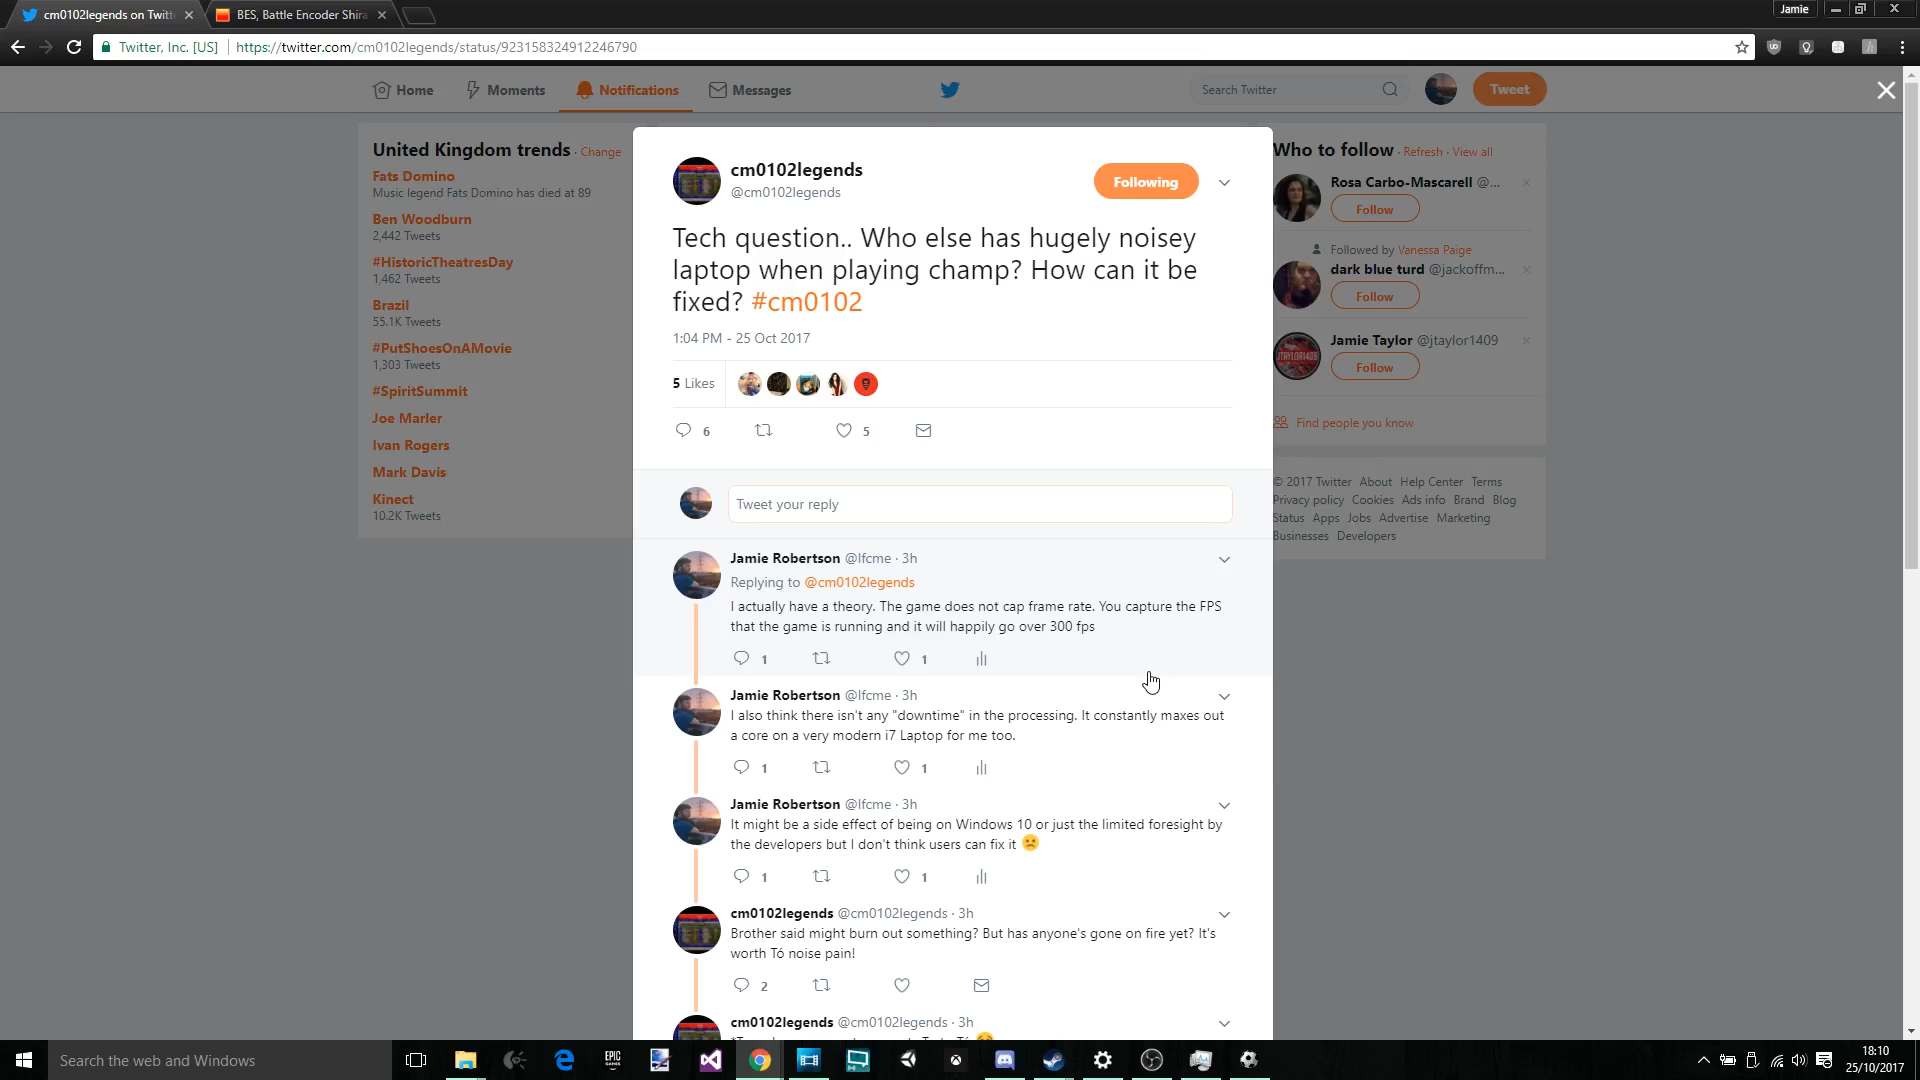 cm0102legends on Twitt
BES, Battle Encoder Shira
Jamie
Twitter, Inc. [US]
https://twitter.com/cm0102legends/status/923158324912246790
Home
Moments
Notifications
Messages
Search Twitter
Tweet
United Kingdom trends · Change
Fats Domino
Music legend Fats Domino has died at 89
Ben Woodburn
2,442 Tweets
#HistoricTheatresDay
1,462 Tweets
Brazil
55.1K Tweets
#PutShoesOnAMovie
1,303 Tweets
#SpiritSummit
Joe Marler
Ivan Rogers
Mark Davis
Kinect
10.2K Tweets
cm0102legends
@cm0102legends
Following
Tech question.. Who else has hugely noisey
laptop when playing champ? How can it be
fixed? #cm0102
1:04 PM - 25 Oct 2017
5 Likes
6
5
Tweet your reply
Jamie Robertson @lfcme · 3h
Replying to @cm0102legends
I actually have a theory. The game does not cap frame rate. You capture the FPS
that the game is running and it will happily go over 300 fps
1
1
Jamie Robertson @lfcme · 3h
I also think there isn't any "downtime" in the processing. It constantly maxes out
a core on a very modern i7 Laptop for me too.
1
1
Jamie Robertson @lfcme · 3h
It might be a side effect of being on Windows 10 or just the limited foresight by
the developers but I don't think users can fix it
1
1
cm0102legends @cm0102legends · 3h
Brother said might burn out something? But has anyone's gone on fire yet? It's
worth Tó noise pain!
2
cm0102legends @cm0102legends · 3h
Who to follow · Refresh · View all
Rosa Carbo-Mascarell @...
Follow
Followed by Vanessa Paige
dark blue turd @jackoffm...
Follow
Jamie Taylor @jtaylor1409
Follow
JTAYLOR1409
Find people you know
© 2017 Twitter About Help Center Terms
Privacy policy Cookies Ads info Brand Blog
Status Apps Jobs Advertise Marketing
Businesses Developers
Search the web and Windows
EPIC
GAMES
18:10
25/10/2017